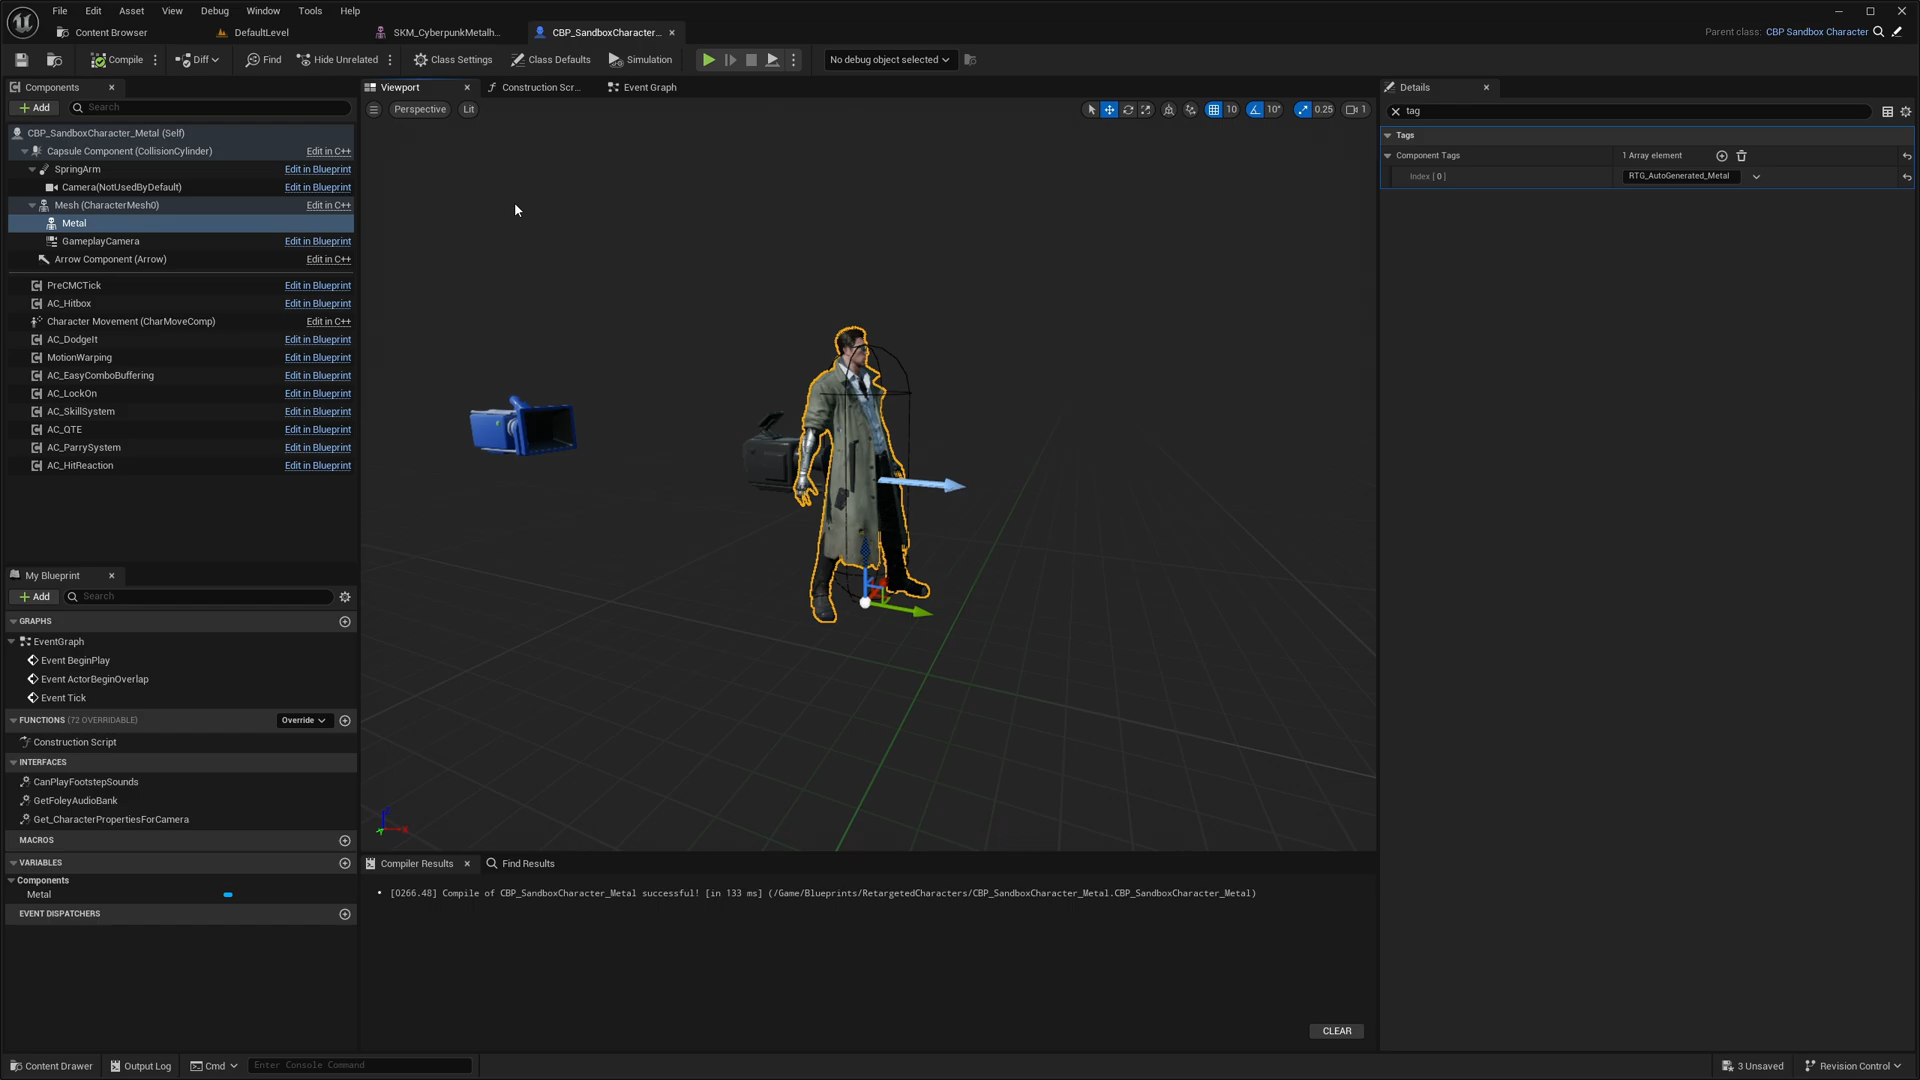 File Edit Asset View Debug Window Tools Help
Content Browser DefaultLevel SKM_CyberpunkMetalh... CBP_SandboxCharacter... Parent class: CBP Sandbox Character
Compile Diff Find Hide Unrelated Class Settings Class Defaults Simulation No debug object selected
Components Viewport Construction Scr... Event Graph Details
Add Search Perspective Lit 10 10° 0.25 1 tag
CBP_SandboxCharacter_Metal (Self) Tags
Capsule Component (CollisionCylinder) Edit in C++ Component Tags 1 Array element
SpringArm Edit in Blueprint Index [ 0 ] RTG_AutoGenerated_Metal
Camera(NotUsedByDefault) Edit in Blueprint
Mesh (CharacterMesh0) Edit in C++
Metal
GameplayCamera Edit in Blueprint
Arrow Component (Arrow) Edit in C++
PreCMCTick Edit in Blueprint
AC_Hitbox Edit in Blueprint
Character Movement (CharMoveComp) Edit in C++
AC_DodgeIt Edit in Blueprint
MotionWarping Edit in Blueprint
AC_EasyComboBuffering Edit in Blueprint
AC_LockOn Edit in Blueprint
AC_SkillSystem Edit in Blueprint
AC_QTE Edit in Blueprint
AC_ParrySystem Edit in Blueprint
AC_HitReaction Edit in Blueprint
My Blueprint
Add Search
GRAPHS
EventGraph
Event BeginPlay
Event ActorBeginOverlap
Event Tick
FUNCTIONS (72 OVERRIDABLE) Override
Construction Script
INTERFACES
CanPlayFootstepSounds
GetFoleyAudioBank
Get_CharacterPropertiesForCamera
MACROS
VARIABLES
Components
Metal
EVENT DISPATCHERS
Compiler Results Find Results
[0266.48] Compile of CBP_SandboxCharacter_Metal successful! [in 133 ms] (/Game/Blueprints/RetargetedCharacters/CBP_SandboxCharacter_Metal.CBP_SandboxCharacter_Metal)
CLEAR
Content Drawer Output Log Cmd Enter Console Command 3 Unsaved Revision Control